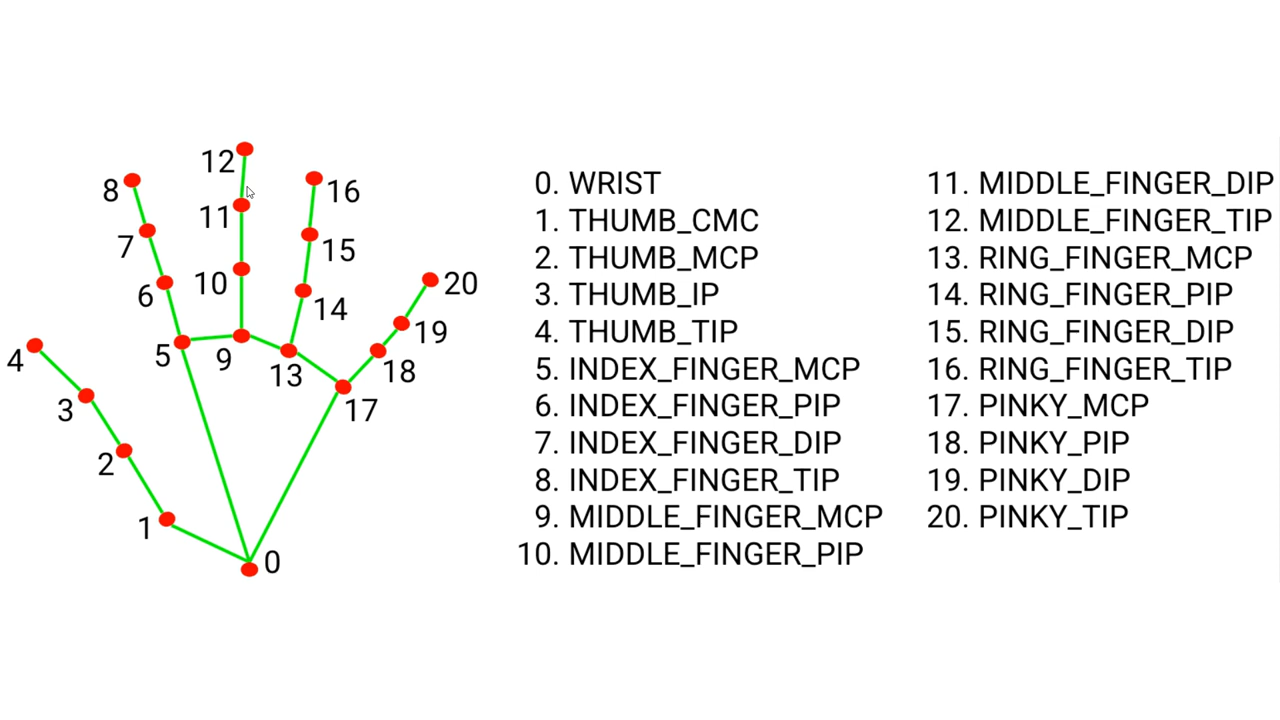 12
8
16
11
7
15
10
20
6
14
19
4
5
9
13
18
3
17
2
1
0
0. WRIST
1. THUMB_CMC
2. THUMB_MCP
3. THUMB_IP
4. THUMB_TIP
5. INDEX_FINGER_MCP
6. INDEX_FINGER_PIP
7. INDEX_FINGER_DIP
8. INDEX_FINGER_TIP
9. MIDDLE_FINGER_MCP
10. MIDDLE_FINGER_PIP
11. MIDDLE_FINGER_DIP
12. MIDDLE_FINGER_TIP
13. RING_FINGER_MCP
14. RING_FINGER_PIP
15. RING_FINGER_DIP
16. RING_FINGER_TIP
17. PINKY_MCP
18. PINKY_PIP
19. PINKY_DIP
20. PINKY_TIP